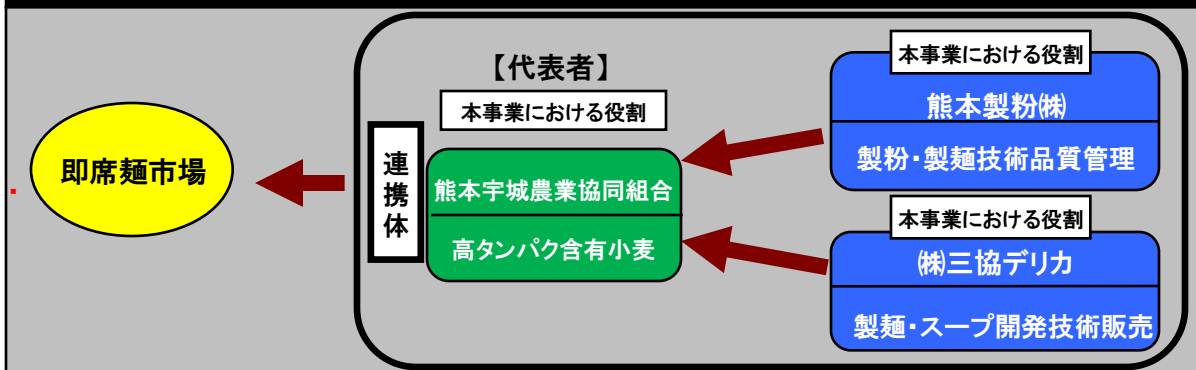 即席麺市場
連携体
【代表者】
本事業における役割
熊本宇城農業協同組合
高タンパク含有小麦
本事業における役割
熊本製粉㈱
製粉・製麺技術品質管理
本事業における役割
㈱三協デリカ
製麺・スープ開発技術販売